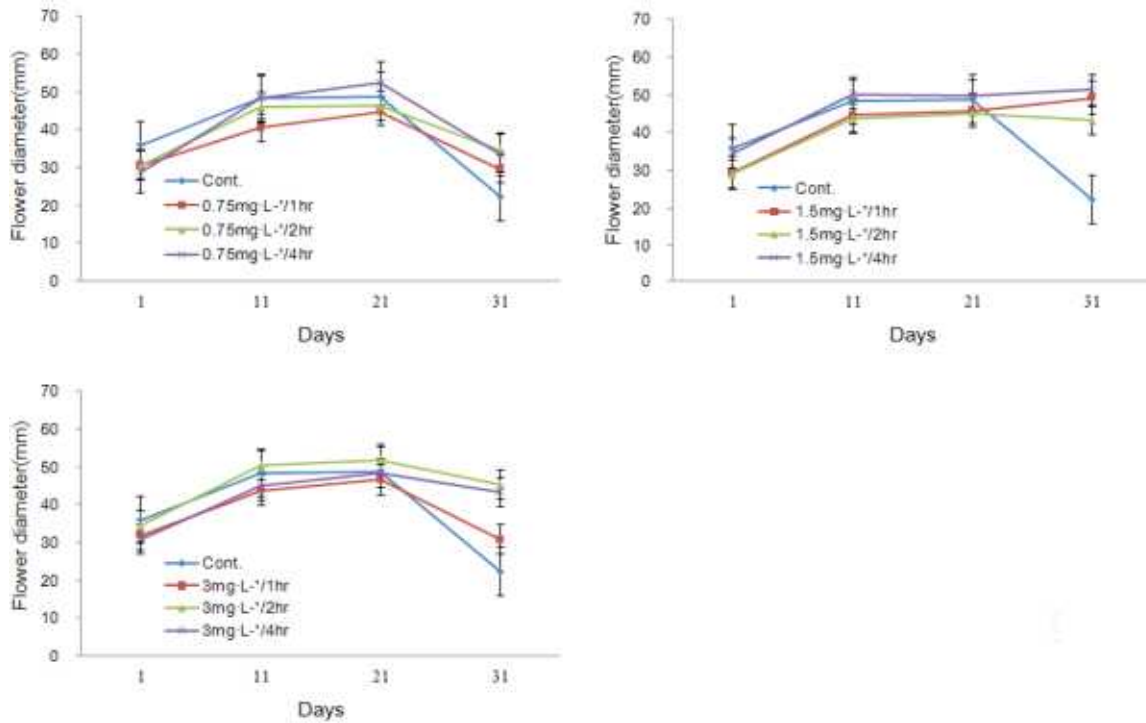 70
60
50
40
30
20
10
0
Flower diameter(mm)
Cont.
0.75mg·L-¹/1hr
0.75mg·L-¹/2hr
0.75mg·L-¹/4hr
1 11 21 31
Days
70
60
50
40
30
20
10
0
Flower diameter(mm)
Cont.
1.5mg·L-¹/1hr
1.5mg·L-¹/2hr
1.5mg·L-¹/4hr
1 11 21 31
Days
70
60
50
40
30
20
10
0
Flower diameter(mm)
Cont.
3mg·L-¹/1hr
3mg·L-¹/2hr
3mg·L-¹/4hr
1 11 21 31
Days